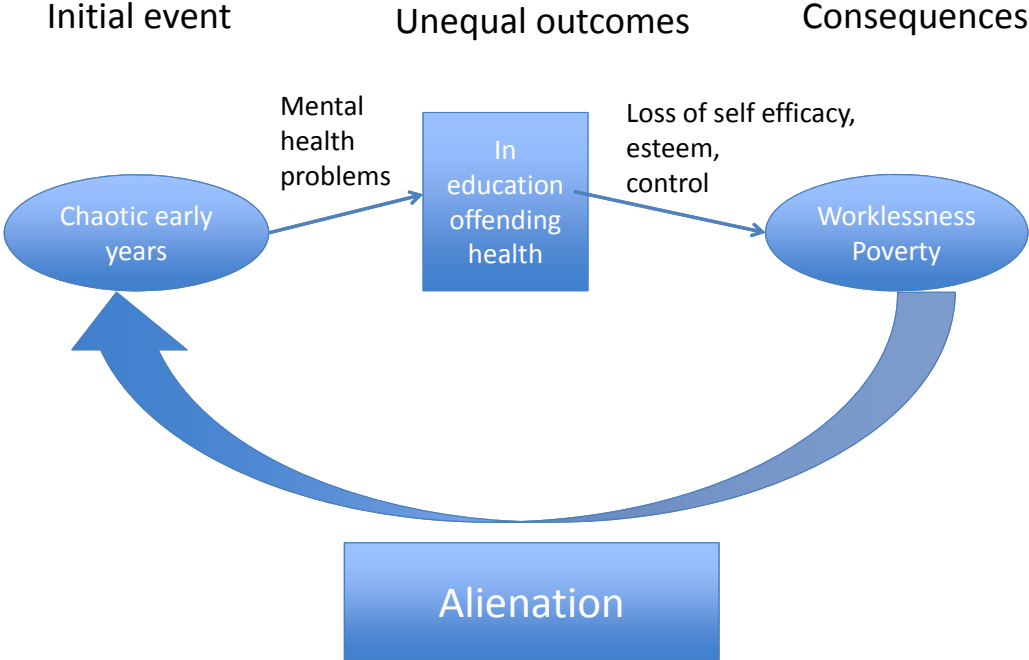 Initial event
Unequal outcomes
Consequences
Mental
health
problems
In
education
offending
health
Loss of self efficacy,
esteem,
control
Chaotic early
years
Worklessness
Poverty
Alienation